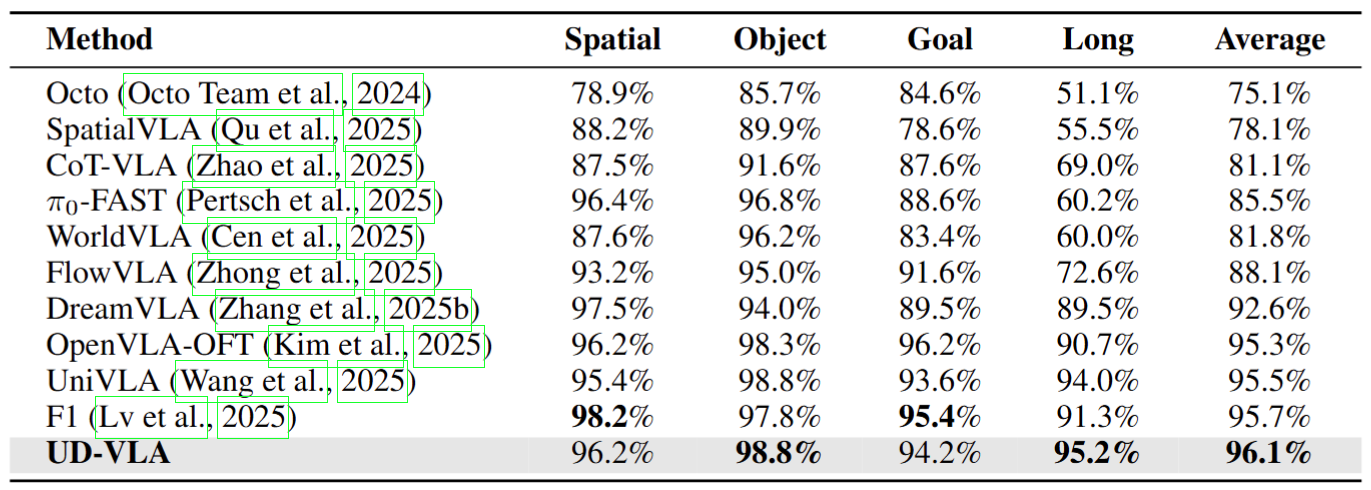 Method Spatial Object Goal Long Average
Octo (Octo Team et al., 2024) 78.9% 85.7% 84.6% 51.1% 75.1%
SpatialVLA (Qu et al., 2025) 88.2% 89.9% 78.6% 55.5% 78.1%
CoT-VLA (Zhao et al., 2025) 87.5% 91.6% 87.6% 69.0% 81.1%
π₀-FAST (Pertsch et al., 2025) 96.4% 96.8% 88.6% 60.2% 85.5%
WorldVLA (Cen et al., 2025) 87.6% 96.2% 83.4% 60.0% 81.8%
FlowVLA (Zhong et al., 2025) 93.2% 95.0% 91.6% 72.6% 88.1%
DreamVLA (Zhang et al., 2025b) 97.5% 94.0% 89.5% 89.5% 92.6%
OpenVLA-OFT (Kim et al., 2025) 96.2% 98.3% 96.2% 90.7% 95.3%
UniVLA (Wang et al., 2025) 95.4% 98.8% 93.6% 94.0% 95.5%
F1 (Lv et al., 2025) 98.2% 97.8% 95.4% 91.3% 95.7%
UD-VLA 96.2% 98.8% 94.2% 95.2% 96.1%